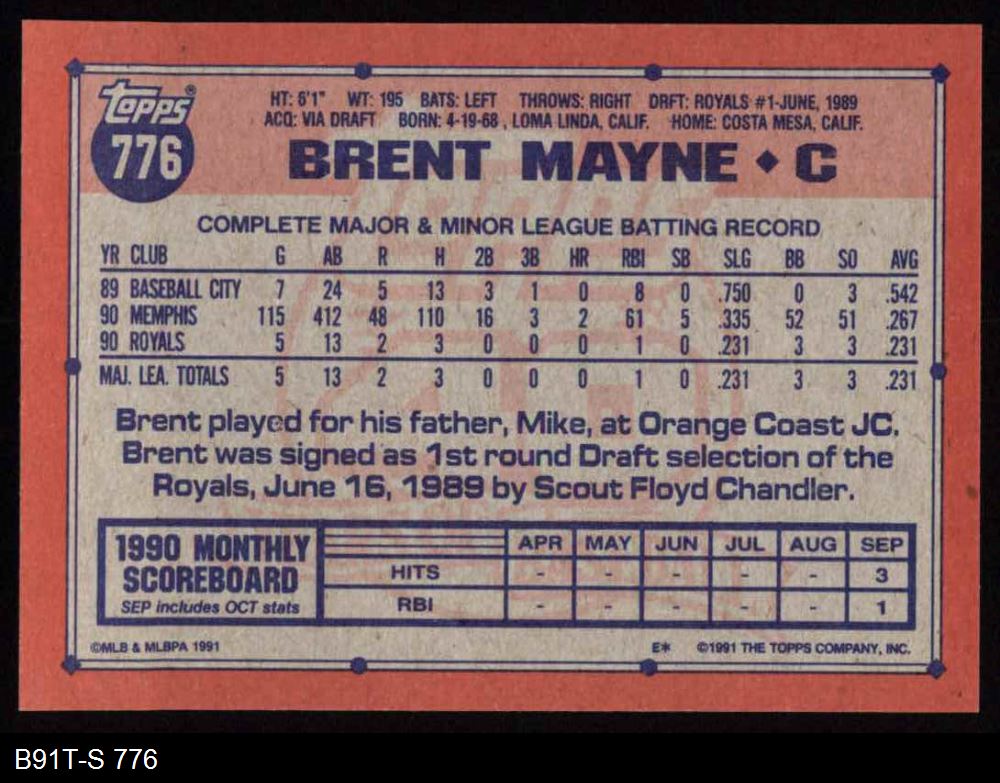 topps®
776
HT: 6'1" WT: 195 BATS: LEFT THROWS: RIGHT DRFT: ROYALS #1-JUNE, 1989
ACQ: VIA DRAFT BORN: 4-19-68 , LOMA LINDA, CALIF. HOME: COSTA MESA, CALIF.
BRENT MAYNE ♦ C
COMPLETE MAJOR & MINOR LEAGUE BATTING RECORD
YR CLUB G AB R H 2B 3B HR RBI SB SLG BB SO AVG
89 BASEBALL CITY 7 24 5 13 3 1 0 8 0 .750 0 3 .542
90 MEMPHIS 115 412 48 110 16 3 2 61 5 .335 52 51 .267
90 ROYALS 5 13 2 3 0 0 0 1 0 .231 3 3 .231
MAJ. LEA. TOTALS 5 13 2 3 0 0 0 1 0 .231 3 3 .231
Brent played for his father, Mike, at Orange Coast JC.
Brent was signed as 1st round Draft selection of the
Royals, June 16, 1989 by Scout Floyd Chandler.
1990 MONTHLY
SCOREBOARD
SEP includes OCT stats
APR MAY JUN JUL AUG SEP
HITS - - - - - 3
RBI - - - - - 1
©MLB & MLBPA 1991 E* ©1991 THE TOPPS COMPANY, INC.
B91T-S 776